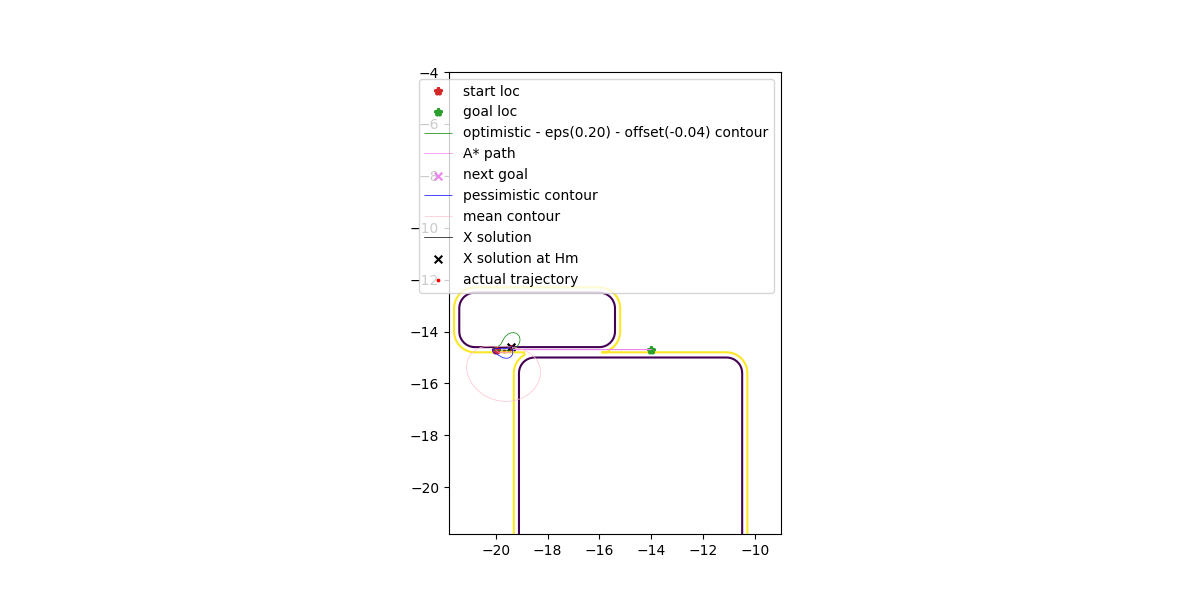 −4
start loc
goal loc
−6
optimistic - eps(0.20) - offset(-0.04) contour
A* path
next goal
−8
pessimistic contour
mean contour
−10
X solution
X solution at Hm
actual trajectory
−12
−14
−16
−18
−20
−20 −18 −16 −14 −12 −10